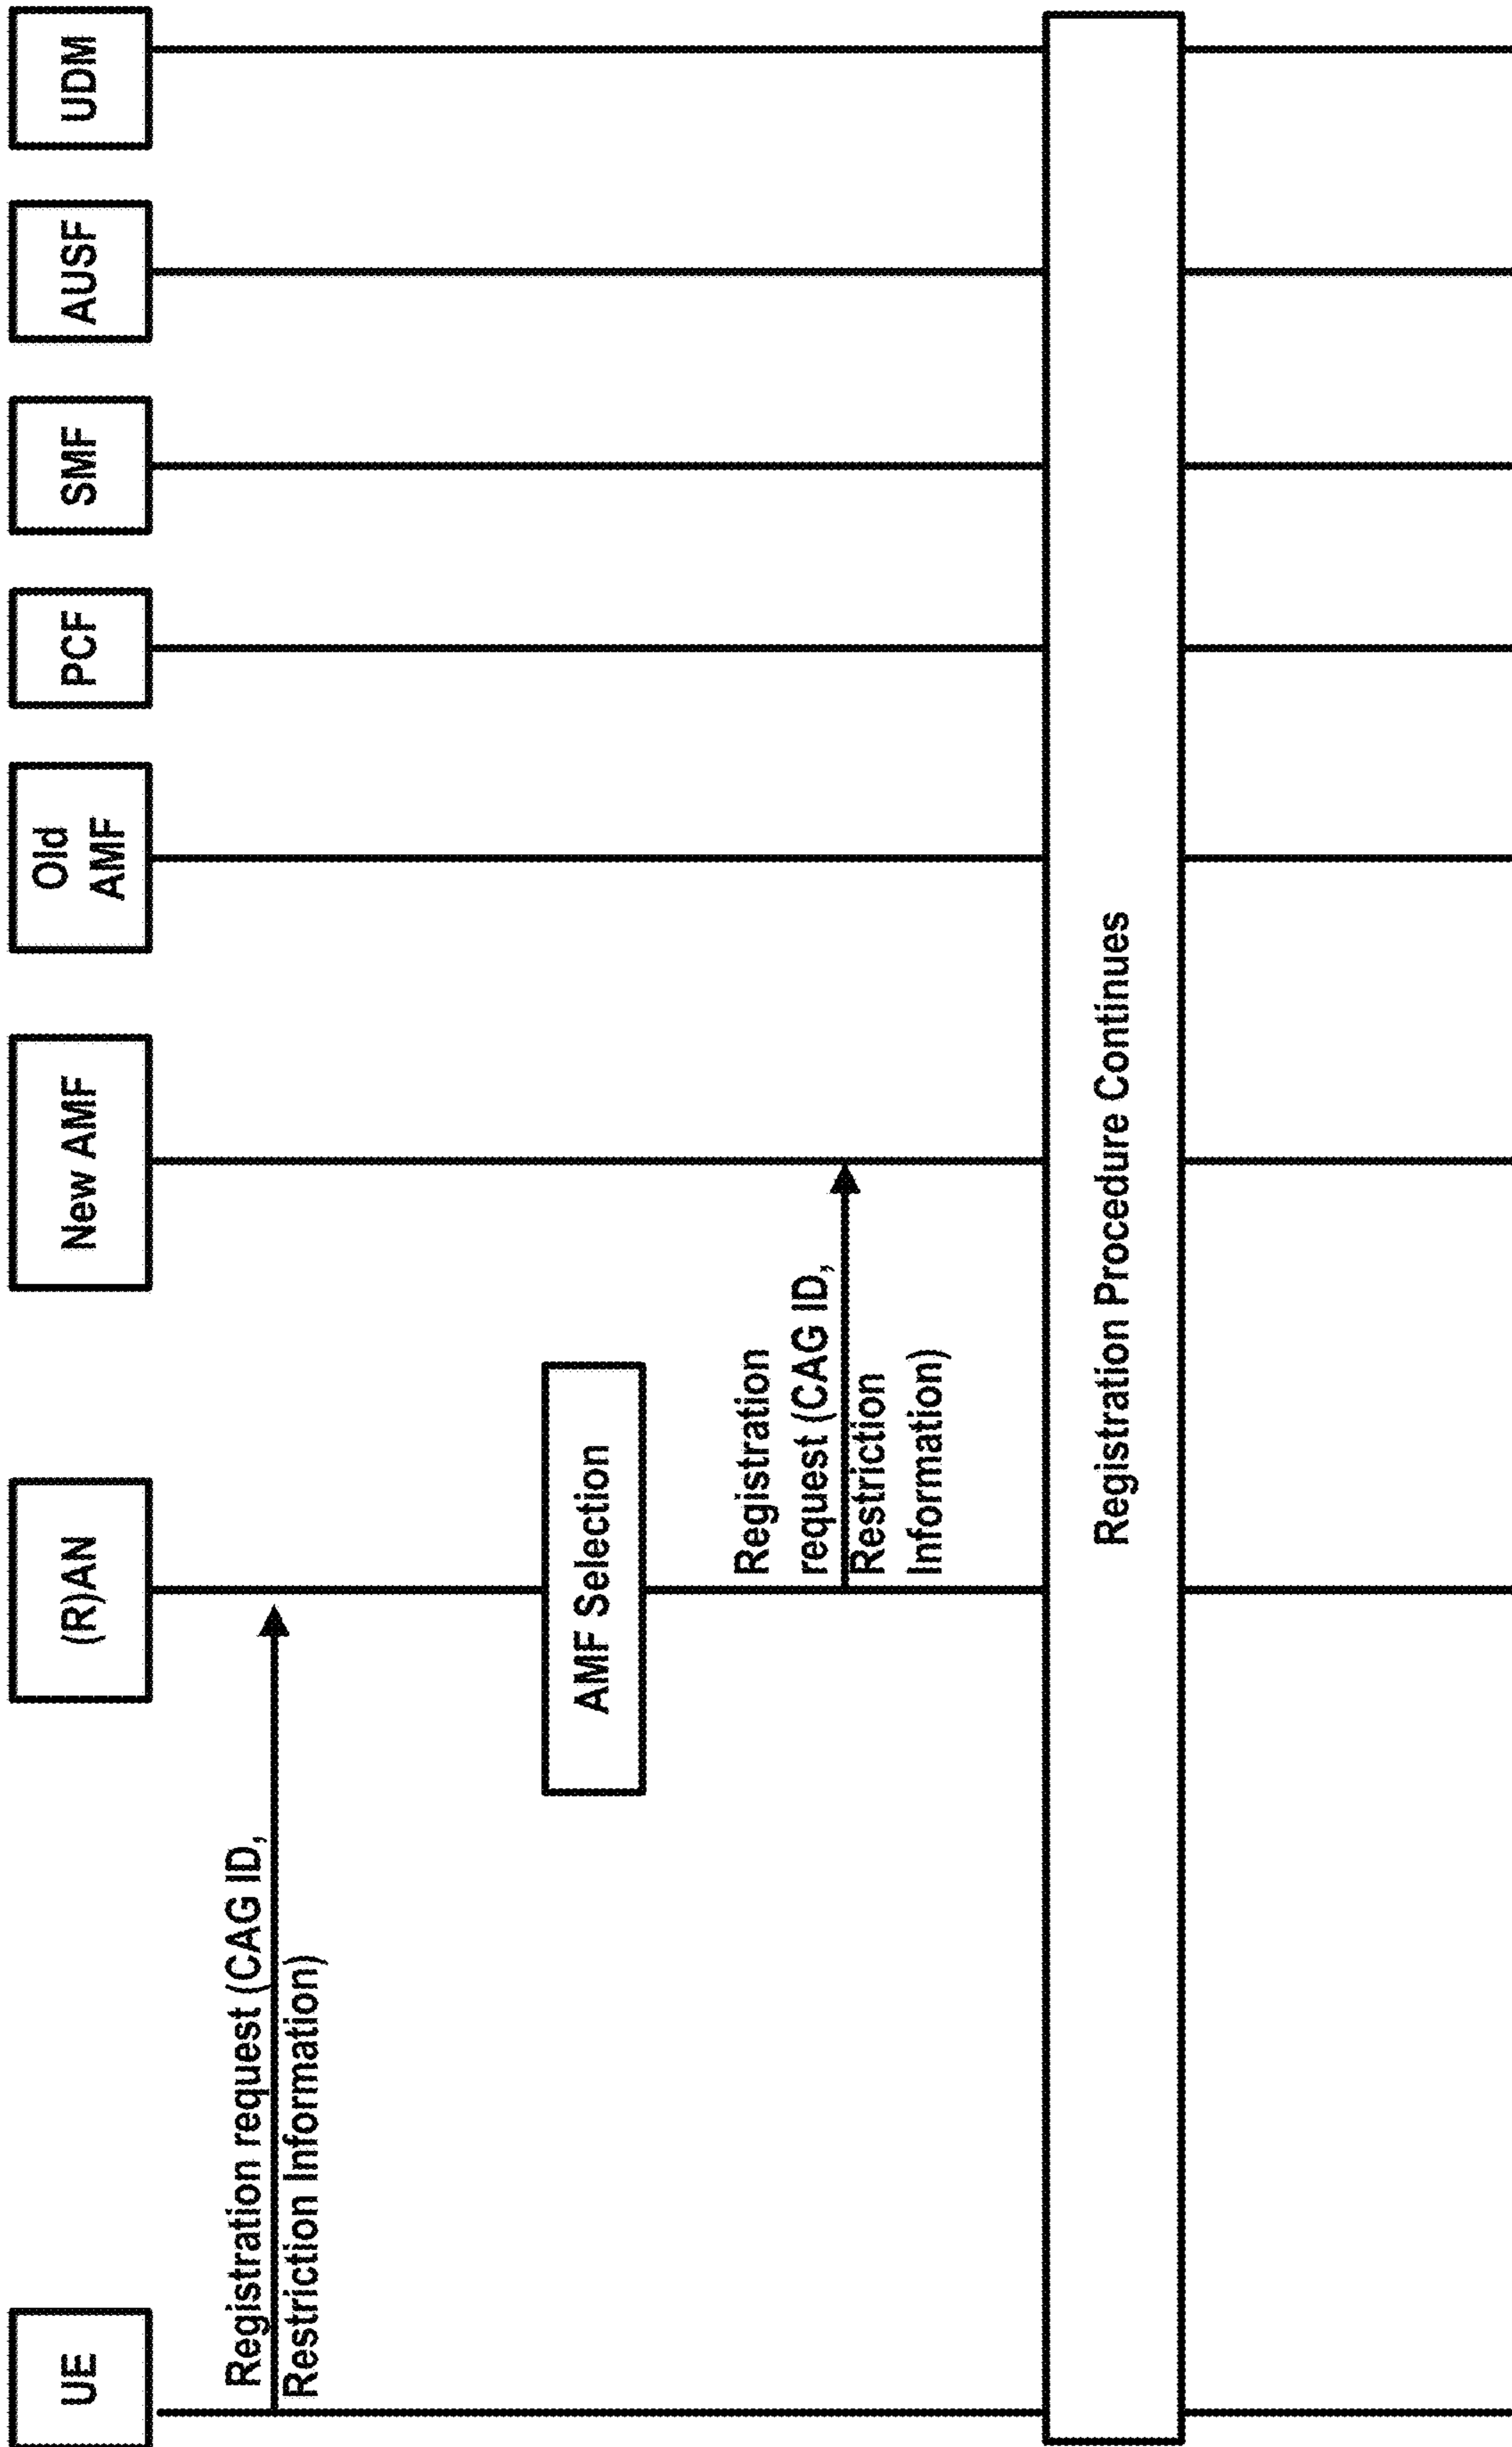 UE
(R)AN
New AMF
Old
AMF
PCF
SMF
AUSF
UDM
Registration request (CAG ID,
Restriction Information)
AMF Selection
Registration
request (CAG ID,
Restriction
Information)
Registration Procedure Continues